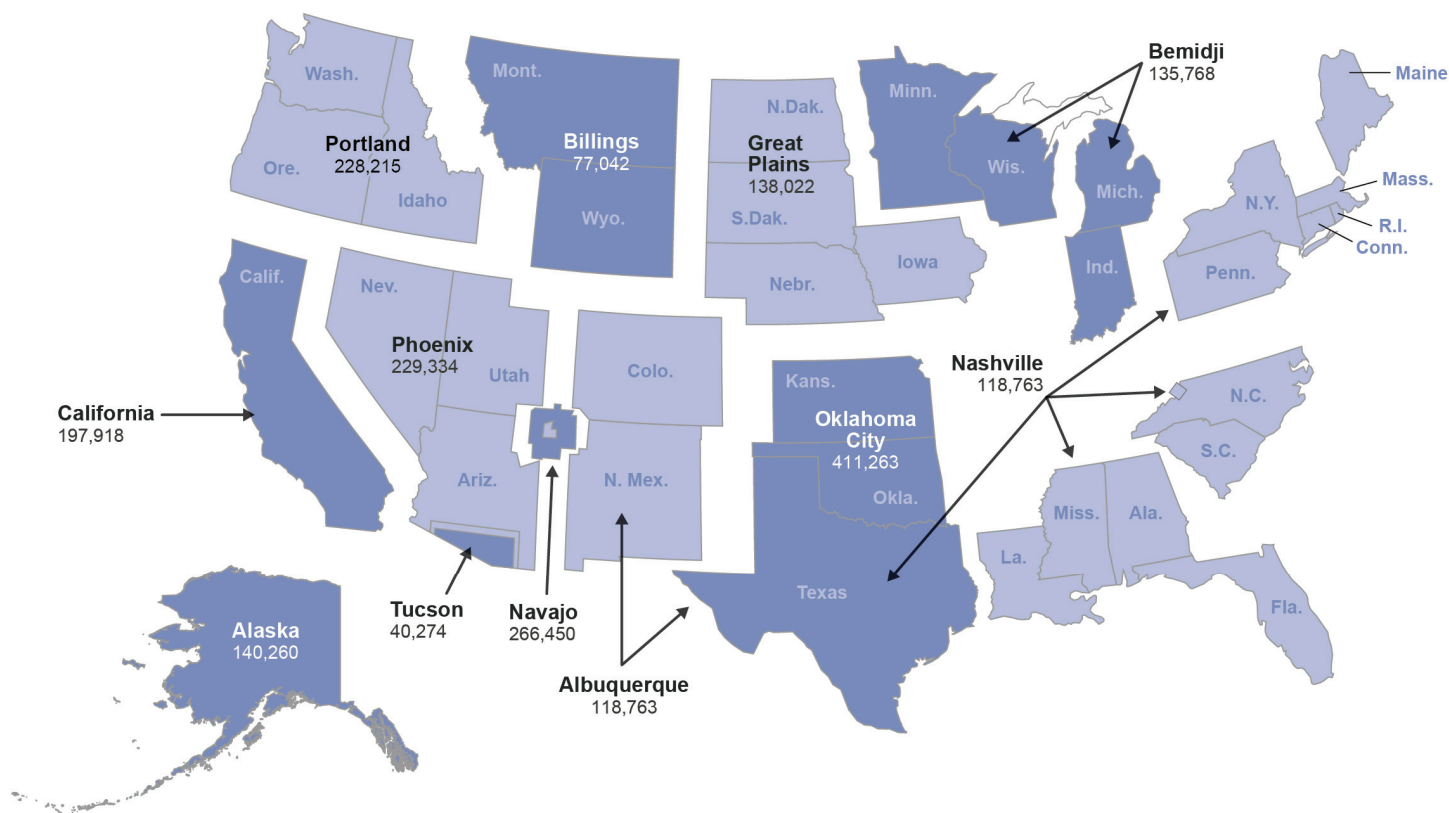 Wash.
Portland
228,215
Ore.
Idaho
Mont.
Billings
77,042
Wyo.
N.Dak.
Great
Plains
138,022
S.Dak.
Nebr.
Iowa
Minn.
Wis.
Bemidji
135,768
Mich.
Ind.
Maine
Mass.
N.Y.
R.I.
Conn.
Penn.
Calif.
California
197,918
Nev.
Phoenix
229,334
Utah
Ariz.
Colo.
N. Mex.
Kans.
Oklahoma
City
411,263
Okla.
Nashville
118,763
N.C.
S.C.
Miss.
Ala.
La.
Fla.
Texas
Tucson
40,274
Navajo
266,450
Albuquerque
118,763
Alaska
140,260